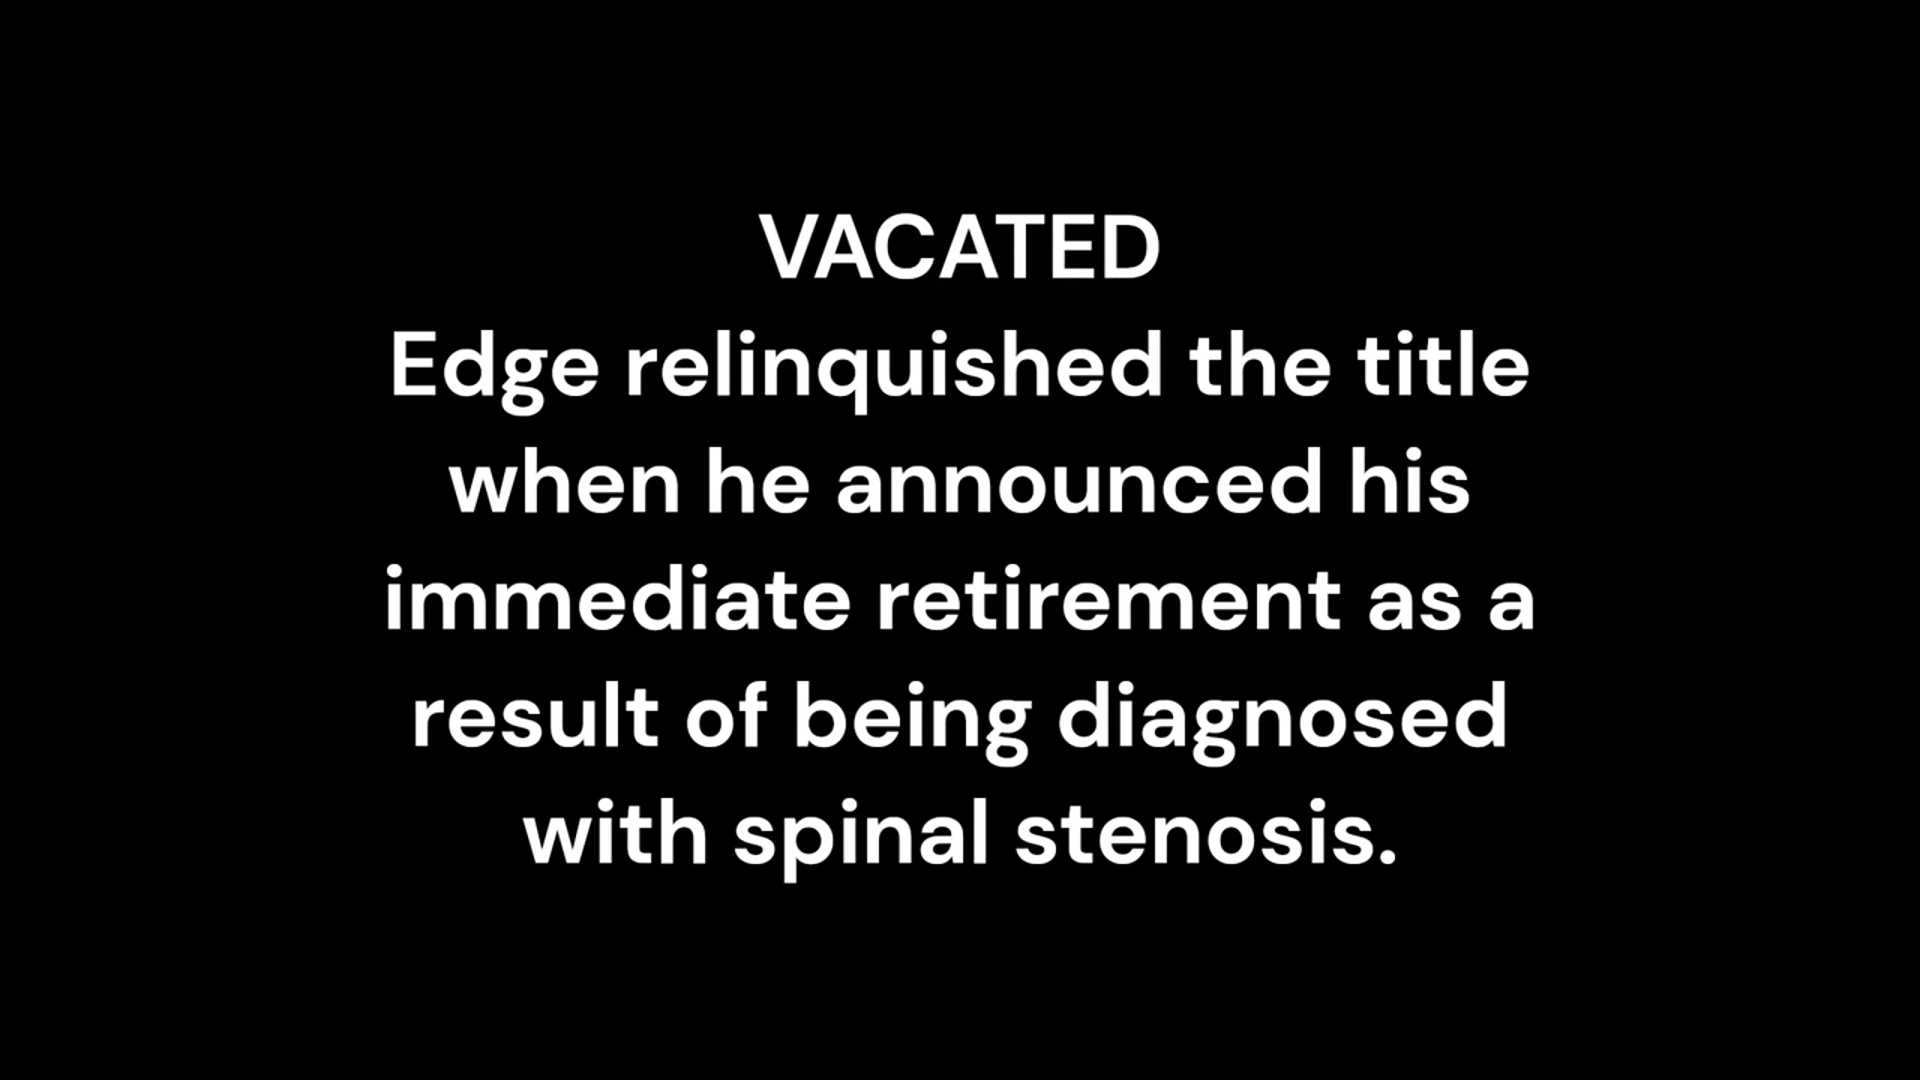 VACATED
Edge relinquished the title
when he announced his
immediate retirement as a
result of being diagnosed
with spinal stenosis.